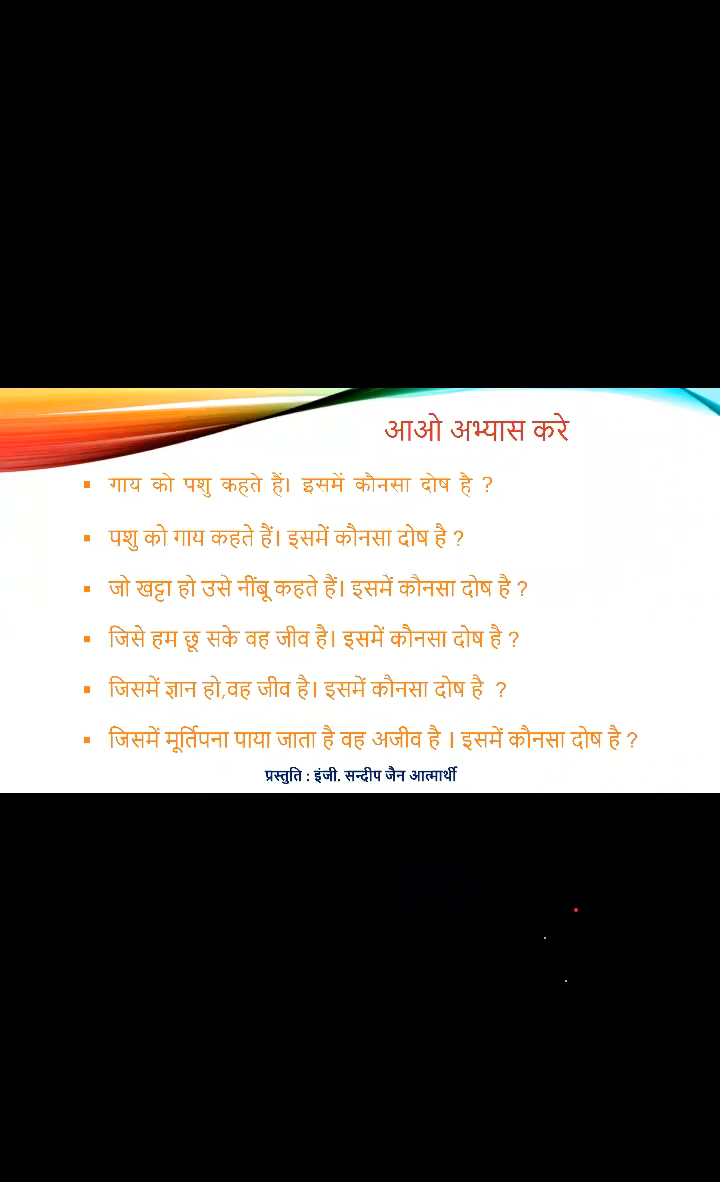 आओ अभ्यास करे
▪ गाय को पशु कहते हैं। इसमें कौनसा दोष है ?
▪ पशु को गाय कहते हैं। इसमें कौनसा दोष है ?
▪ जो खट्टा हो उसे नींबू कहते हैं। इसमें कौनसा दोष है ?
▪ जिसे हम छू सके वह जीव है। इसमें कौनसा दोष है ?
▪ जिसमें ज्ञान हो,वह जीव है। इसमें कौनसा दोष है ?
▪ जिसमें मूर्तिपना पाया जाता है वह अजीव है । इसमें कौनसा दोष है ?
प्रस्तुति : इंजी. सन्दीप जैन आत्मार्थी